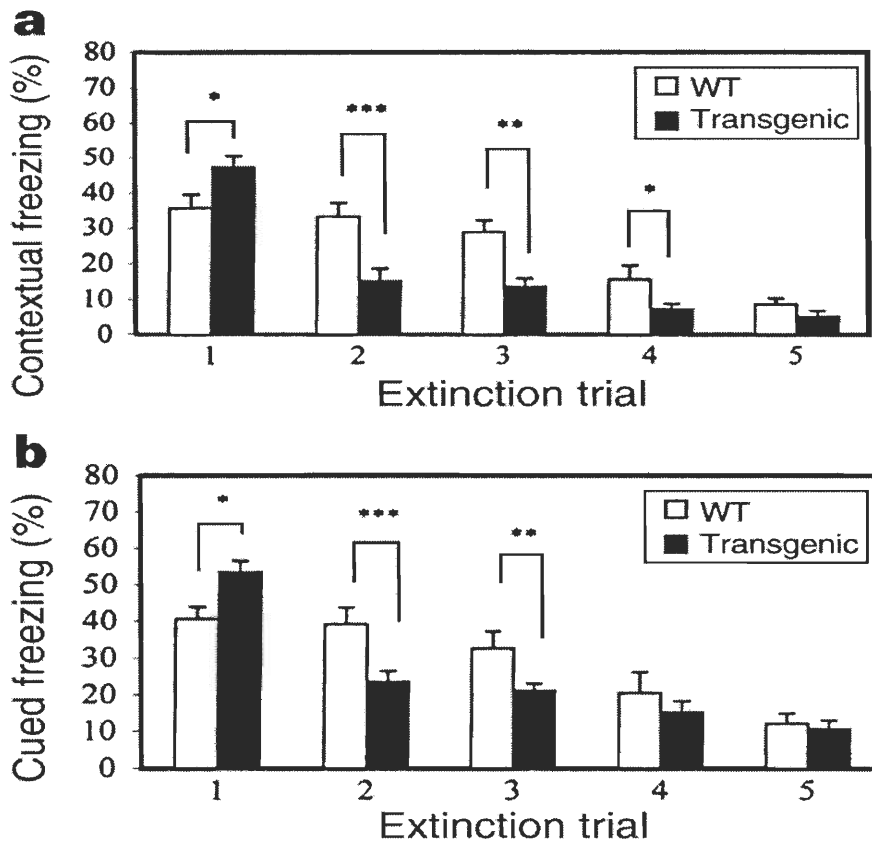 a
Contextual freezing (%)
80
70
60
50
40
30
20
10
0
*
***
**
*
WT
Transgenic
1 2 3 4 5
Extinction trial
b
Cued freezing (%)
80
70
60
50
40
30
20
10
0
*
***
**
WT
Transgenic
1 2 3 4 5
Extinction trial